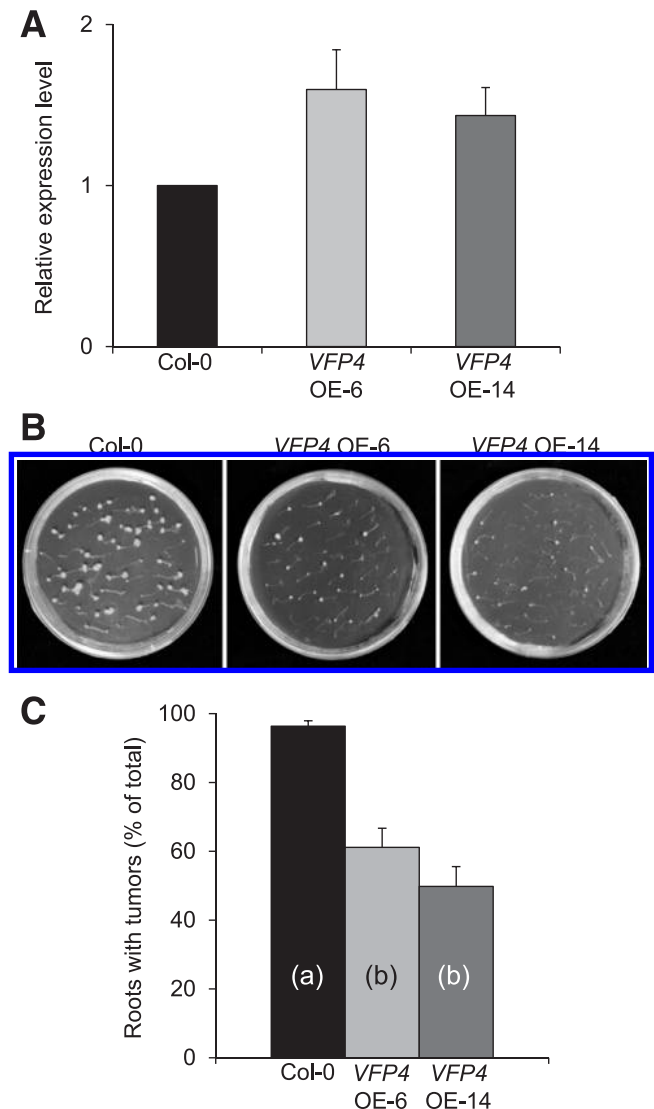 A
Relative expression level
2
1
0
Col-0
VFP4
OE-6
VFP4
OE-14
B
Col-0
VFP4 OE-6
VFP4 OE-14
C
Roots with tumors (% of total)
100
80
60
40
20
0
(a)
(b)
(b)
Col-0
VFP4
OE-6
VFP4
OE-14